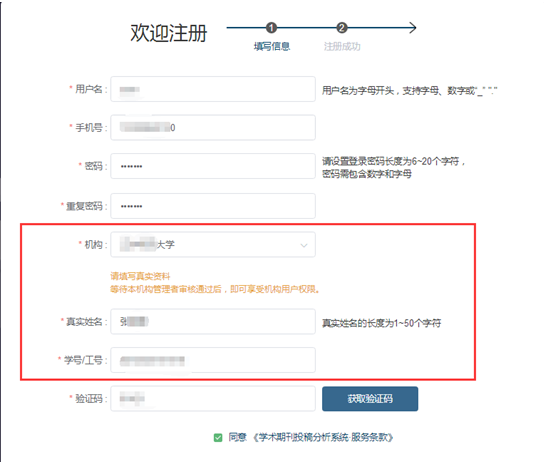 欢迎注册
1
2
填写信息
注册成功
* 用户名：
用户名为字母开头，支持字母、数字或"_" "."
* 手机号：
0
* 密码：
•••••••
请设置登录密码长度为6~20个字符，
密码需包含数字和字母
* 重复密码：
•••••••
* 机构：
大学
请填写真实资料
等待本机构管理者审核通过后，即可享受机构用户权限。
* 真实姓名：
张
真实姓名的长度为1~50个字符
* 学号/工号：
* 验证码：
获取验证码
同意 《学术期刊投稿分析系统 服务条款》